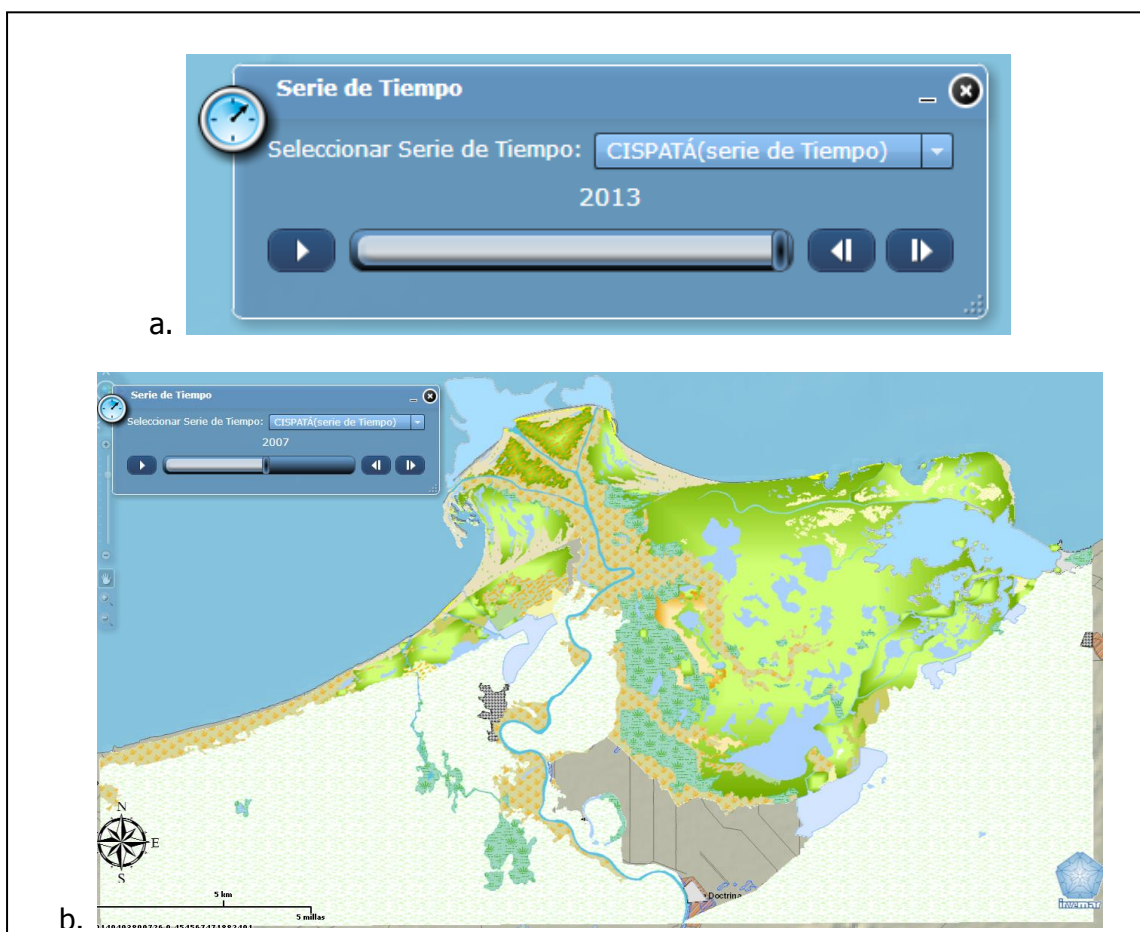 Serie de Tiempo
Seleccionar Serie de Tiempo: CISPATÁ(serie de Tiempo)
2013
a.
Serie de Tiempo
Seleccionar Serie de Tiempo: CISPATÁ(serie de Tiempo)
2007
N
E
S
5 km
5 millas
Doctrina
invemar
b.